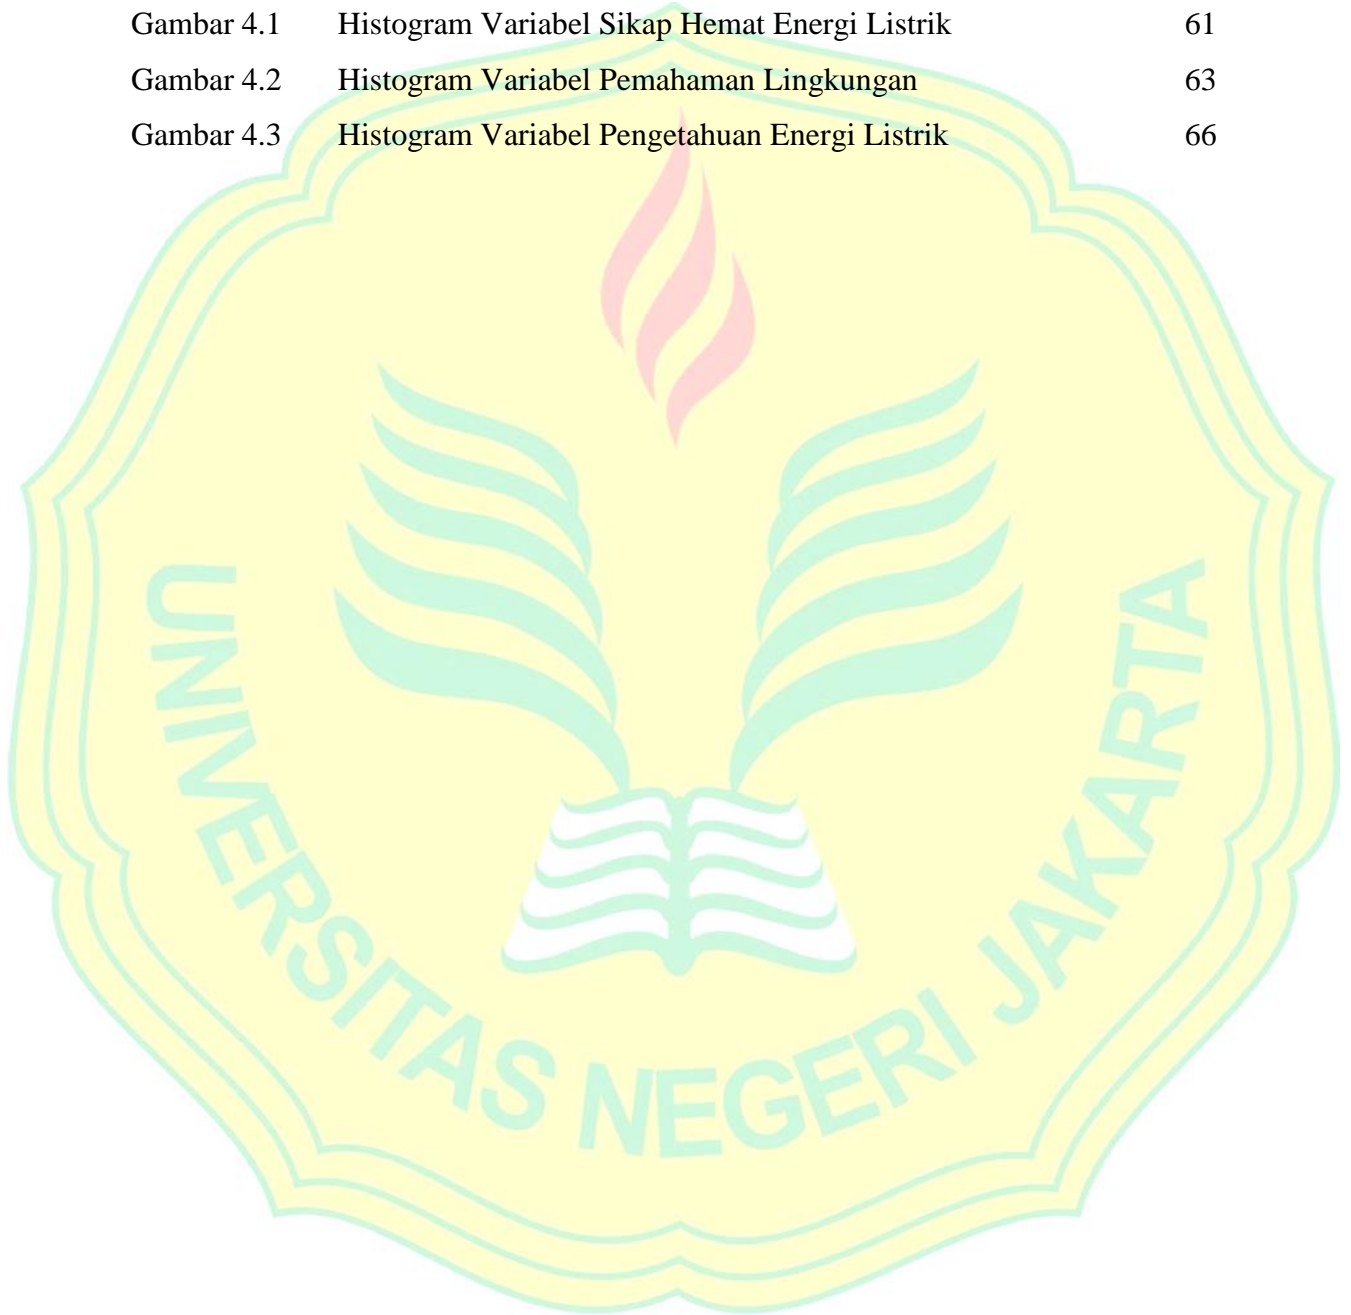 Gambar 4.1 Histogram Variabel Sikap Hemat Energi Listrik 61
Gambar 4.2 Histogram Variabel Pemahaman Lingkungan 63
Gambar 4.3 Histogram Variabel Pengetahuan Energi Listrik 66
UNIVERSITAS NEGERI JAKARTA